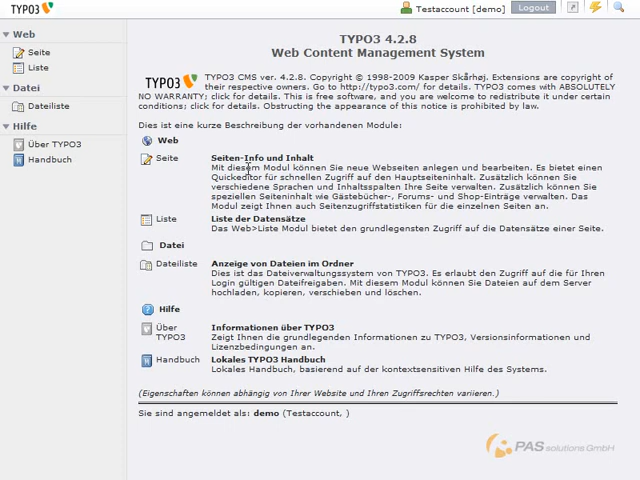 TYPO3
Testaccount [demo]
Logout
Web
Seite
Liste
Datei
Dateiliste
Hilfe
Über TYPO3
Handbuch
TYPO3 4.2.8
Web Content Management System
TYPO3
TYPO3 CMS ver. 4.2.8. Copyright © 1998-2009 Kasper Skårhøj. Extensions are copyright of
their respective owners. Go to http://typo3.com/ for details. TYPO3 comes with ABSOLUTELY
NO WARRANTY; click for details. This is free software, and you are welcome to redistribute it under certain
conditions; click for details. Obstructing the appearance of this notice is prohibited by law.
Dies ist eine kurze Beschreibung der vorhandenen Module:
Web
Seite
Seiten-Info und Inhalt
Mit diesem Modul können Sie neue Webseiten anlegen und bearbeiten. Es bietet einen
Quickeditor für schnellen Zugriff auf den Hauptseiteninhalt. Zusätzlich können Sie
verschiedene Sprachen und Inhaltsspalten Ihre Seite verwalten. Zusätzlich können Sie
speziellen Seiteninhalt wie Gästebücher-, Forums- und Shop-Einträge verwalten. Das
Modul zeigt Ihnen auch Seitenzugriffstatistiken für die einzelnen Seiten an.
Liste
Liste der Datensätze
Das Web>Liste Modul bietet den grundlegensten Zugriff auf die Datensätze einer Seite.
Datei
Dateiliste
Anzeige von Dateien im Ordner
Dies ist das Dateiverwaltungssystem von TYPO3. Es erlaubt den Zugriff auf die für Ihren
Login gültigen Dateifreigaben. Mit diesem Modul können Sie Dateien auf dem Server
hochladen, kopieren, verschieben und löschen.
Hilfe
Über
TYPO3
Informationen über TYPO3
Zeigt Ihnen die grundlegenden Informationen zu TYPO3, Versionsinformationen und
Lizenzbedingungen an.
Handbuch
Lokales TYPO3 Handbuch
Lokales Handbuch, basierend auf der kontextsensitiven Hilfe des Systems.
(Eigenschaften können abhängig von Ihrer Website und Ihren Zugriffsrechten variieren.)
Sie sind angemeldet als: demo (Testaccount, )
PAS solutions GmbH